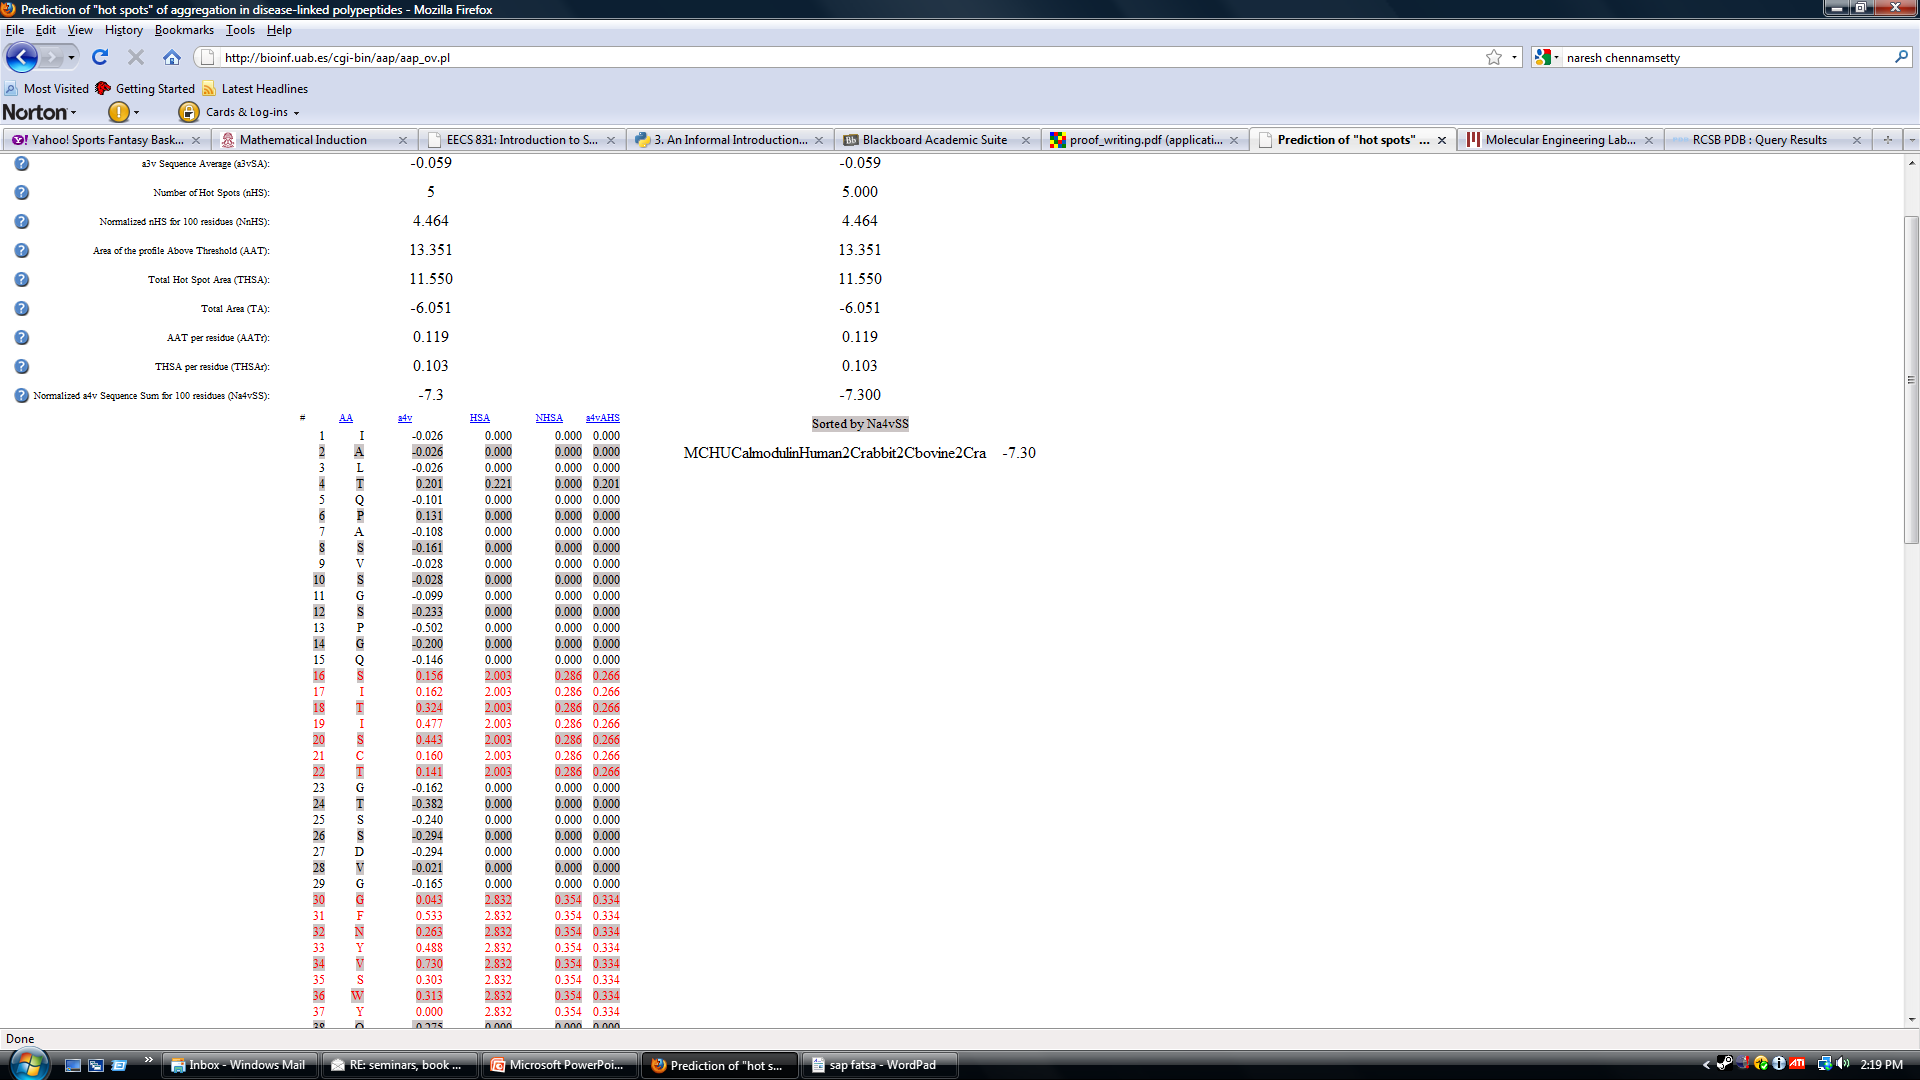 Prediction of "hot spots" of aggregation in disease-linked polypeptides - Mozilla Firefox
File Edit View History Bookmarks Tools Help
http://bioinf.uab.es/cgi-bin/aap/aap_ov.pl naresh chennamsetty
Most Visited Getting Started Latest Headlines
Norton Cards & Log-ins
Yahoo! Sports Fantasy Bask... Mathematical Induction EECS 831: Introduction to S... 3. An Informal Introduction... Blackboard Academic Suite proof_writing.pdf (applicati... Prediction of "hot spots" ... Molecular Engineering Lab... RCSB PDB : Query Results
a3v Sequence Average (a3vSA): -0.059 -0.059
Number of Hot Spots (nHS): 5 5.000
Normalized nHS for 100 residues (NnHS): 4.464 4.464
Area of the profile Above Threshold (AAT): 13.351 13.351
Total Hot Spot Area (THSA): 11.550 11.550
Total Area (TA): -6.051 -6.051
AAT per residue (AATr): 0.119 0.119
THSA per residue (THSAr): 0.103 0.103
Normalized a4v Sequence Sum for 100 residues (Na4vSS): -7.3 -7.300
# AA a4v HSA NHSA a4vAHS
Sorted by Na4vSS
MCHUCalmodulinHuman2Crabbit2Cbovine2Cra -7.30
1 I -0.026 0.000 0.000 0.000
2 A -0.026 0.000 0.000 0.000
3 L -0.026 0.000 0.000 0.000
4 T 0.201 0.221 0.000 0.201
5 Q -0.101 0.000 0.000 0.000
6 P 0.131 0.000 0.000 0.000
7 A -0.108 0.000 0.000 0.000
8 S -0.161 0.000 0.000 0.000
9 V -0.028 0.000 0.000 0.000
10 S -0.028 0.000 0.000 0.000
11 G -0.099 0.000 0.000 0.000
12 S -0.233 0.000 0.000 0.000
13 P -0.502 0.000 0.000 0.000
14 G -0.200 0.000 0.000 0.000
15 Q -0.146 0.000 0.000 0.000
16 S 0.156 2.003 0.286 0.266
17 I 0.162 2.003 0.286 0.266
18 T 0.324 2.003 0.286 0.266
19 I 0.477 2.003 0.286 0.266
20 S 0.443 2.003 0.286 0.266
21 C 0.160 2.003 0.286 0.266
22 T 0.141 2.003 0.286 0.266
23 G -0.162 0.000 0.000 0.000
24 T -0.382 0.000 0.000 0.000
25 S -0.240 0.000 0.000 0.000
26 S -0.294 0.000 0.000 0.000
27 D -0.294 0.000 0.000 0.000
28 V -0.021 0.000 0.000 0.000
29 G -0.165 0.000 0.000 0.000
30 G 0.043 2.832 0.354 0.334
31 F 0.533 2.832 0.354 0.334
32 N 0.263 2.832 0.354 0.334
33 Y 0.488 2.832 0.354 0.334
34 V 0.730 2.832 0.354 0.334
35 S 0.303 2.832 0.354 0.334
36 W 0.313 2.832 0.354 0.334
37 Y 0.000 2.832 0.354 0.334
Done
Inbox - Windows Mail RE: seminars, book ... Microsoft PowerPoi... Prediction of "hot s... sap fatsa - WordPad 2:19 PM